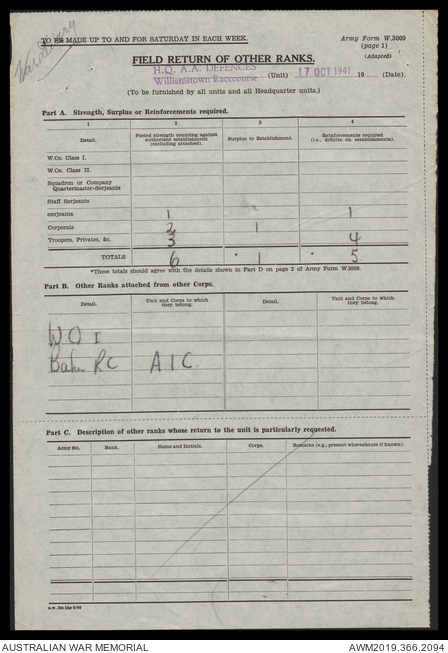 TO BE MADE UP TO AND FOR SATURDAY IN EACH WEEK.
Army Form W.3009
(page 1)
(Adapted)
FIELD RETURN OF OTHER RANKS.
H.Q. A.A. DEFENCES
Williamstown Racecourse (Unit) 17 OCT 1941 19 (Date).
(To be furnished by all units and all Headquarter units.)
Part A. Strength, Surplus or Reinforcements required.
1 2 3 4
Detail. Posted strength counting against authorised establishment (excluding attached). Surplus to Establishment. Reinforcements required (i.e., deficits on establishments).
W.Os. Class I.
W.Os. Class II.
Squadron or Company
Quartermaster-Serjeants
Staff Serjeants
Serjeants 1 1
Corporals 2 1
Troopers, Privates, &c. 3 4
TOTALS 6 * 1 * 5
*These totals should agree with the details shown in Part D on page 2 of Army Form W.3009.
Part B. Other Ranks attached from other Corps.
Detail. Unit and Corps to which they belong. Detail. Unit and Corps to which they belong.
W O I
Baker RC A.I.C.
Part C. Description of other ranks whose return to the unit is particularly requested.
Army No. Rank. Name and Initials. Corps. Remarks (e.g., present whereabouts if known).
AUSTRALIAN WAR MEMORIAL
AWM2019.366.2094